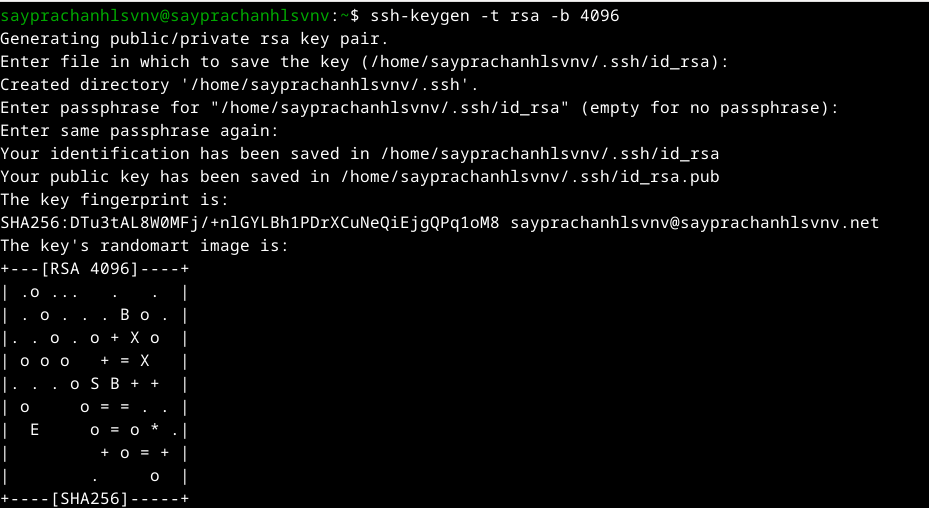 sayprachanhlsvnv@sayprachanhlsvnv:~$ ssh-keygen -t rsa -b 4096
Generating public/private rsa key pair.
Enter file in which to save the key (/home/sayprachanhlsvnv/.ssh/id_rsa):
Created directory '/home/sayprachanhlsvnv/.ssh'.
Enter passphrase for "/home/sayprachanhlsvnv/.ssh/id_rsa" (empty for no passphrase):
Enter same passphrase again:
Your identification has been saved in /home/sayprachanhlsvnv/.ssh/id_rsa
Your public key has been saved in /home/sayprachanhlsvnv/.ssh/id_rsa.pub
The key fingerprint is:
SHA256:DTu3tAL8W0MFj/+nlGYLBh1PDrXCuNeQiEjgQPq1oM8 sayprachanhlsvnv@sayprachanhlsvnv.net
The key's randomart image is:
+---[RSA 4096]----+
| .o ...   .   .  |
| . o . . . B o . |
|. . o . o + X o  |
| o o o   + = X   |
|. . . o S B + +  |
| o     o = = . . |
|  E     o = o * .|
|         + o = + |
|        .     o  |
+----[SHA256]-----+